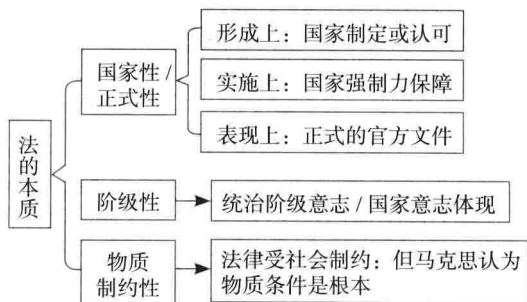 法的本质
国家性/
正式性
形成上：国家制定或认可
实施上：国家强制力保障
表现上：正式的官方文件
阶级性
统治阶级意志/国家意志体现
物质
制约性
法律受社会制约：但马克思认为
物质条件是根本